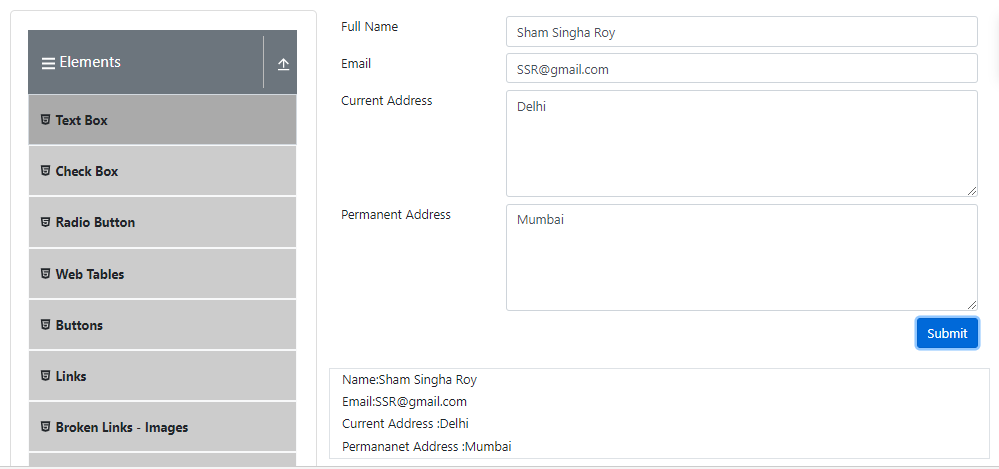 Elements
Text Box
Check Box
Radio Button
Web Tables
Buttons
Links
Broken Links - Images
Full Name
Sham Singha Roy
Email
SSR@gmail.com
Current Address
Delhi
Permanent Address
Mumbai
Submit
Name:Sham Singha Roy
Email:SSR@gmail.com
Current Address :Delhi
Permananet Address :Mumbai